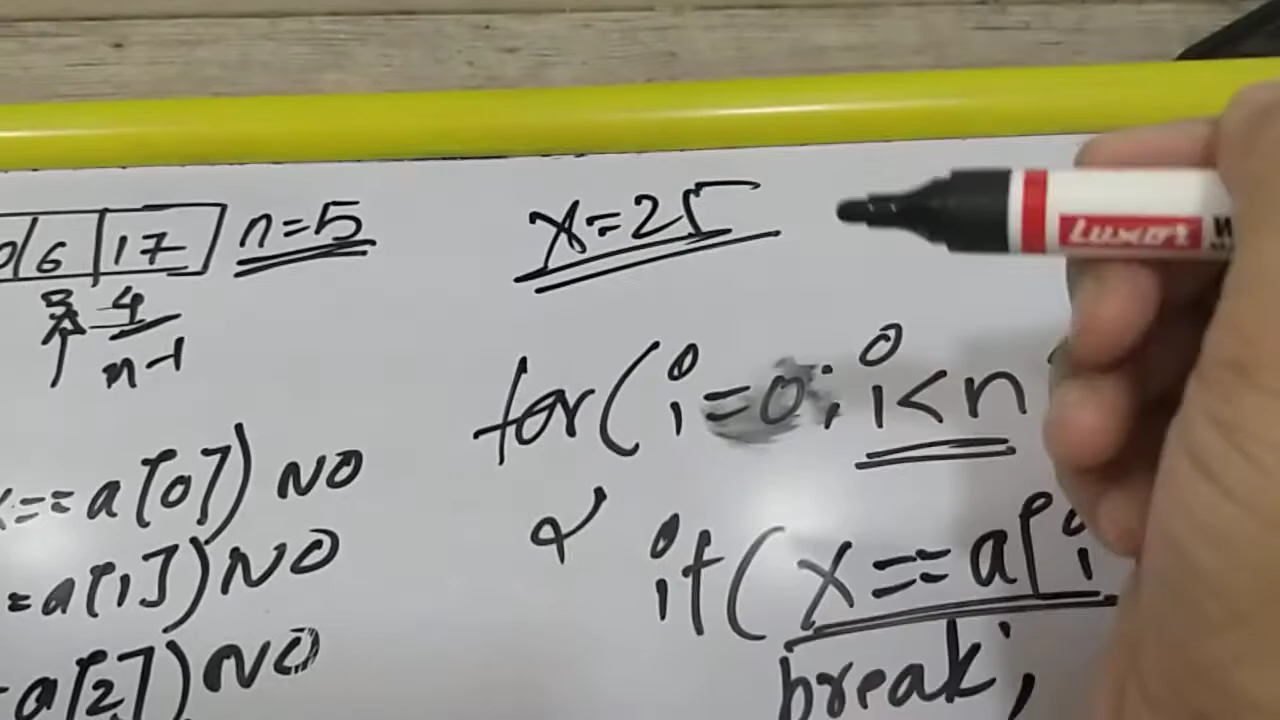 6 17 n=5
4
n-1
x=25
for(i=0; i<n
if(x==a[i
break;
==a[0]) NO
=a[1]) NO
a[2]) NO
Luxor